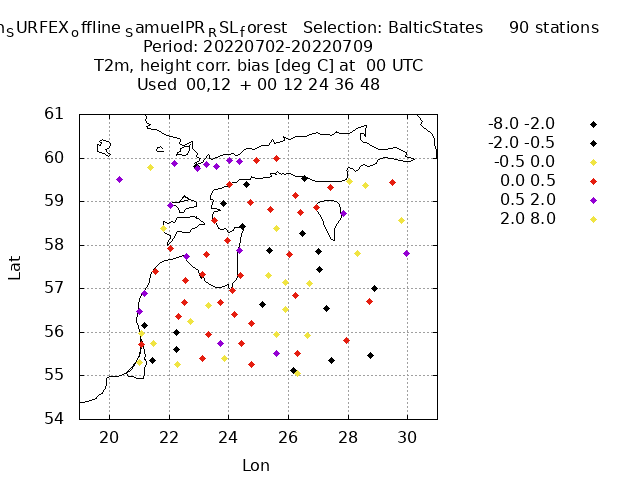 SURFEXoffline SamuelPR RSLforest Selection: BalticStates 90 stations
Period: 20220702-20220709
T2m, height corr. bias [deg C] at 00 UTC
Used 00,12 + 00 12 24 36 48
-8.0 -2.0
-2.0 -0.5
-0.5 0.0
0.0 0.5
0.5 2.0
2.0 8.0
61
60
59
58
57
56
55
54
Lat
20 22 24 26 28 30
Lon